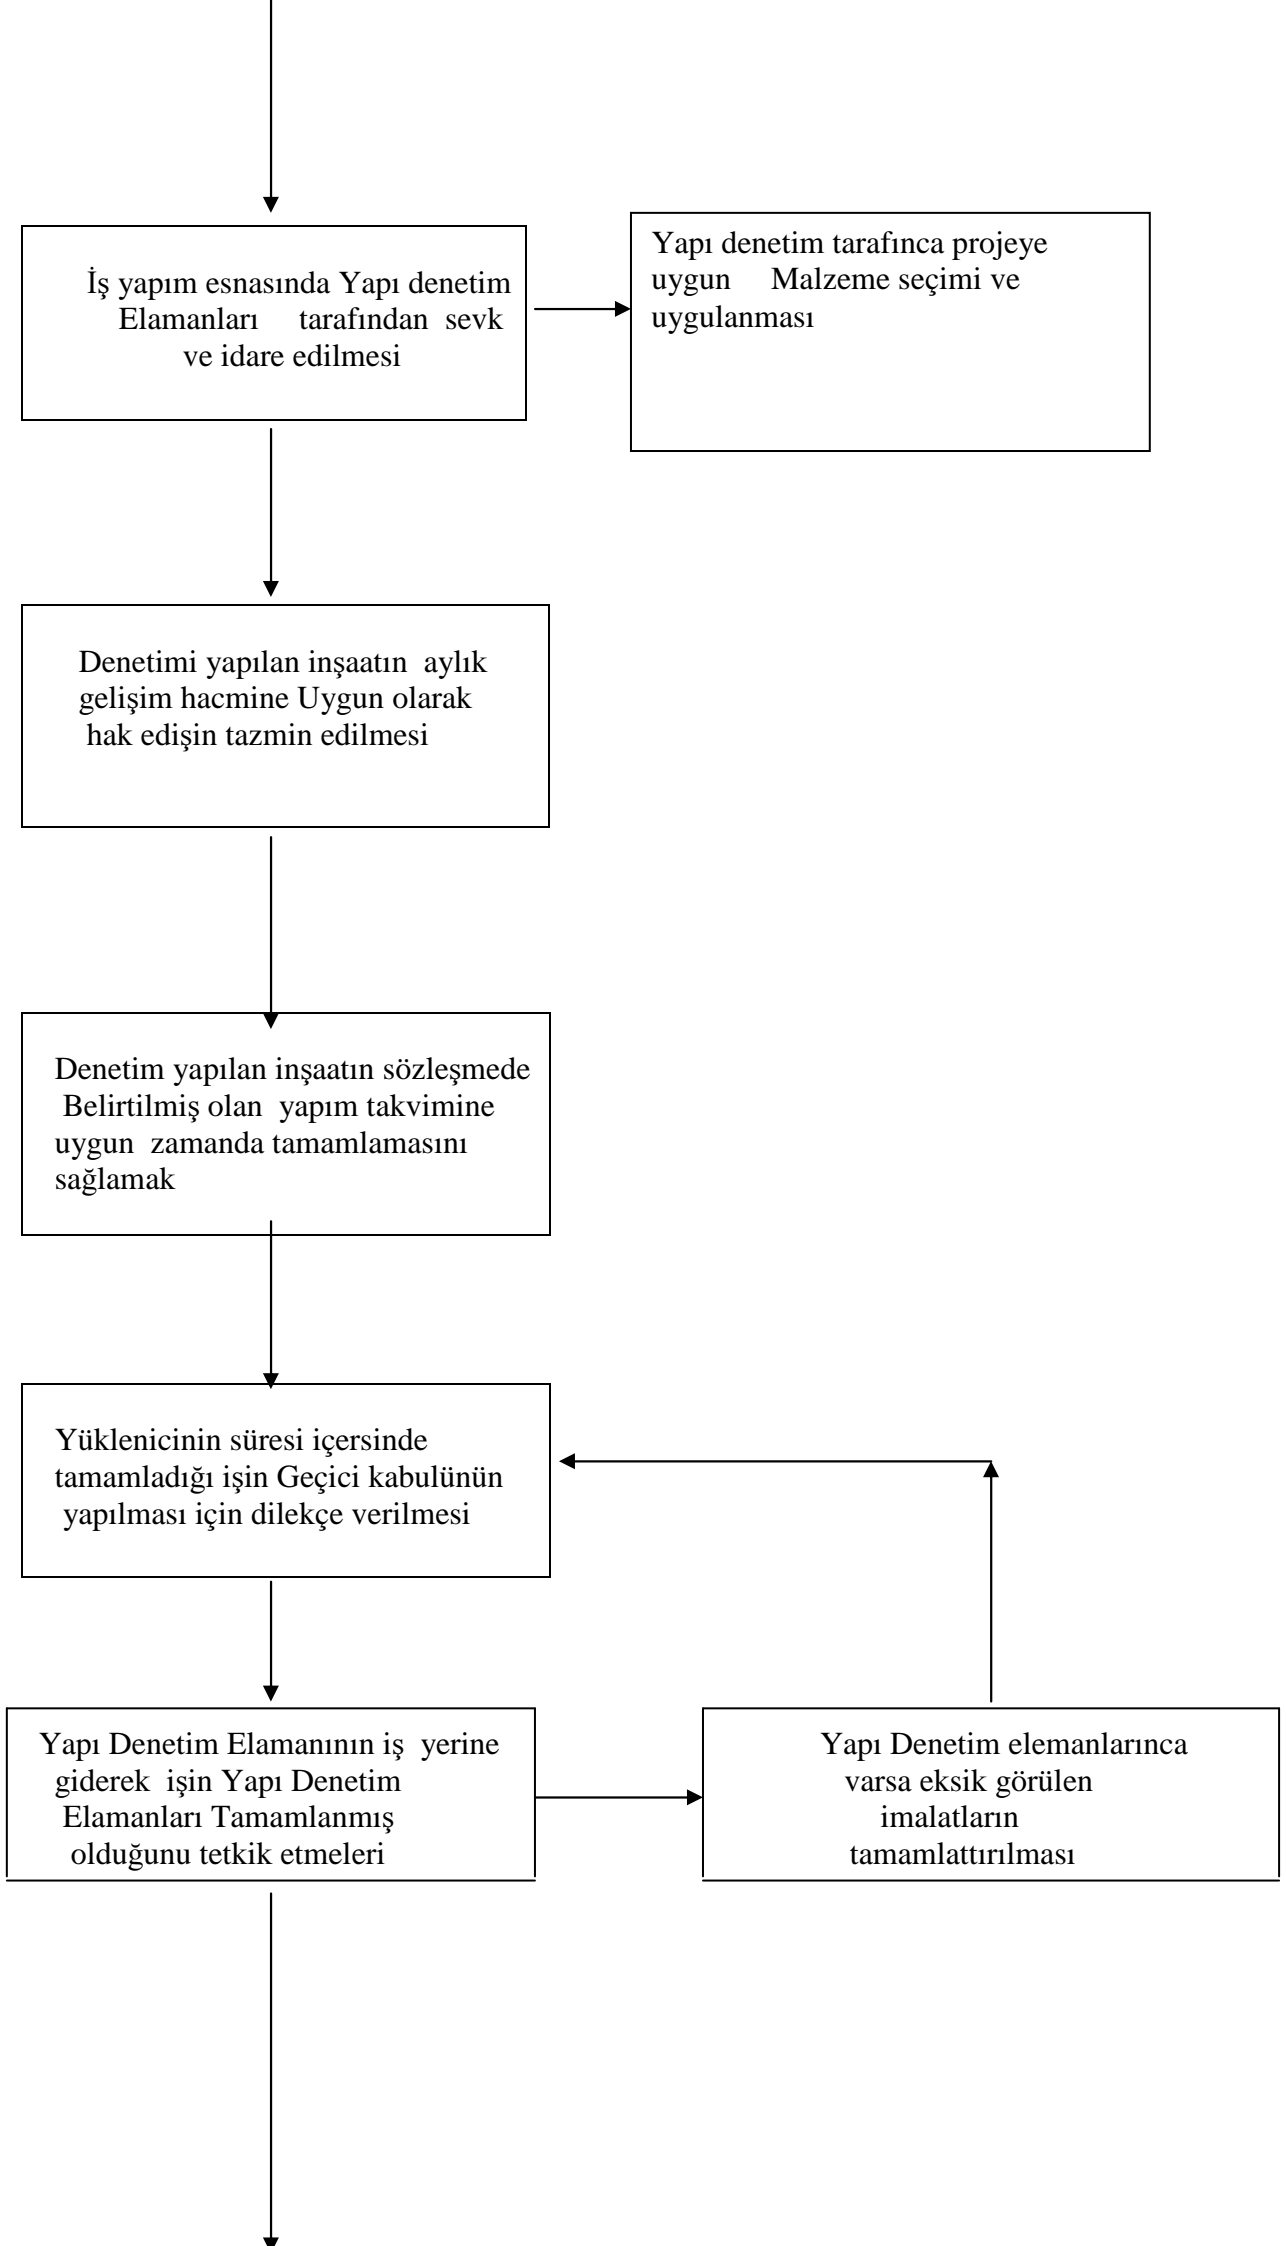 İş yapım esnasında Yapı denetim
Elamanları tarafından sevk
ve idare edilmesi
Yapı denetim tarafınca projeye
uygun Malzeme seçimi ve
uygulanması
Denetimi yapılan inşaatın aylık
gelişim hacmine Uygun olarak
hak edişin tazmin edilmesi
Denetim yapılan inşaatın sözleşmede
Belirtilmiş olan yapım takvimine
uygun zamanda tamamlamasını
sağlamak
Yüklenicinin süresi içersinde
tamamladığı işin Geçici kabulünün
yapılması için dilekçe verilmesi
Yapı Denetim Elamanının iş yerine
giderek işin Yapı Denetim
Elamanları Tamamlanmış
olduğunu tetkik etmeleri
Yapı Denetim elemanlarınca
varsa eksik görülen
imalatların
tamamlattırılması